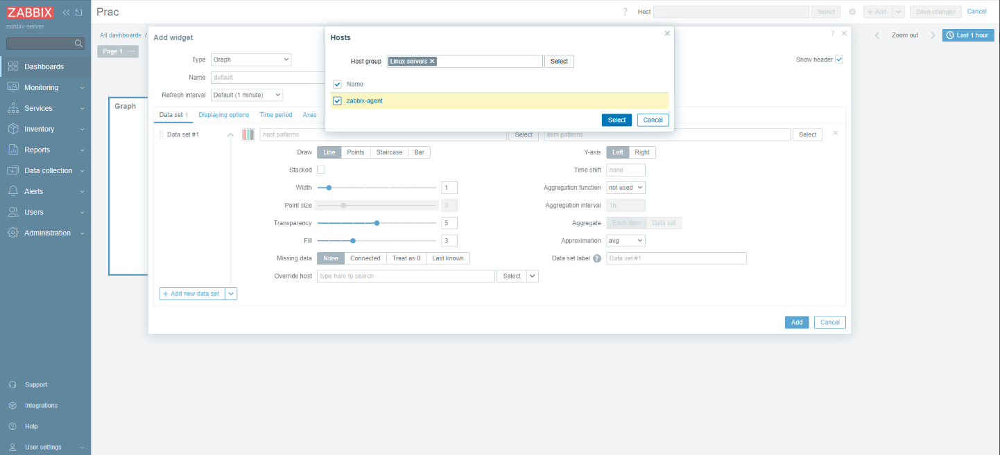 ZABBIX
zabbix-server
Dashboards
Monitoring
Services
Inventory
Reports
Data collection
Alerts
Users
Administration
Support
Integrations
Help
User settings
Prac
? Host Select + Add Save changes Cancel
All dashboards /
Zoom out Last 1 hour
Page 1 ···
Graph
Add widget
?
Type Graph
Show header
Name default
Refresh interval Default (1 minute)
Hosts
Host group Linux servers Select
Name
zabbix-agent
Select Cancel
Data set 1 Displaying options Time period Axes
Data set #1 host patterns Select item patterns Select
Draw Line Points Staircase Bar Y-axis Left Right
Stacked Time shift none
Width 1 Aggregation function not used
Point size 3 Aggregation interval 1h
Transparency 5 Aggregate Each item Data set
Fill 3 Approximation avg
Missing data None Connected Treat as 0 Last known Data set label ? Data set #1
Override host type here to search Select
+ Add new data set
Add Cancel